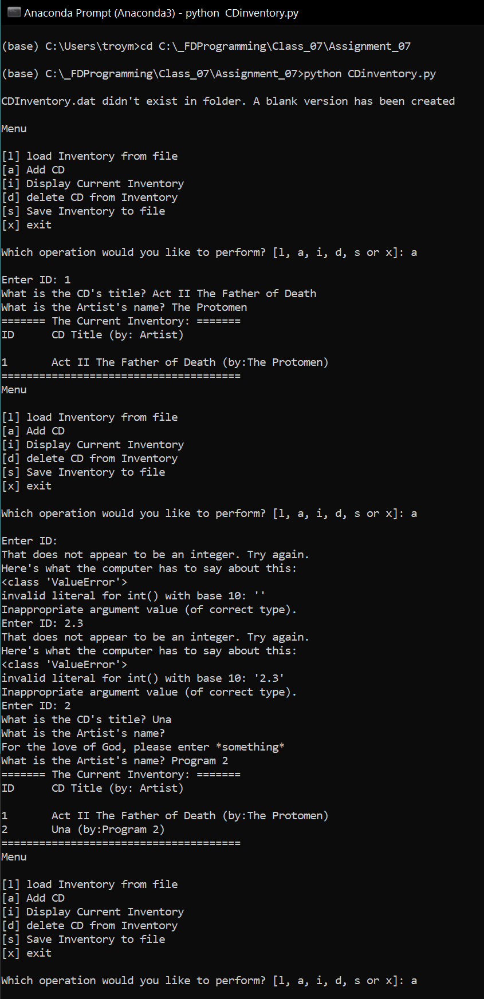 Anaconda Prompt (Anaconda3) - python  CDinventory.py
(base) C:\Users\troym>cd C:\_FDProgramming\Class_07\Assignment_07
(base) C:\_FDProgramming\Class_07\Assignment_07>python CDinventory.py
CDInventory.dat didn't exist in folder. A blank version has been created
Menu
[l] load Inventory from file
[a] Add CD
[i] Display Current Inventory
[d] delete CD from Inventory
[s] Save Inventory to file
[x] exit
Which operation would you like to perform? [l, a, i, d, s or x]: a
Enter ID: 1
What is the CD's title? Act II The Father of Death
What is the Artist's name? The Protomen
======= The Current Inventory: =======
ID      CD Title (by: Artist)
1       Act II The Father of Death (by:The Protomen)
======================================
Menu
[l] load Inventory from file
[a] Add CD
[i] Display Current Inventory
[d] delete CD from Inventory
[s] Save Inventory to file
[x] exit
Which operation would you like to perform? [l, a, i, d, s or x]: a
Enter ID:
That does not appear to be an integer. Try again.
Here's what the computer has to say about this:
<class 'ValueError'>
invalid literal for int() with base 10: ''
Inappropriate argument value (of correct type).
Enter ID: 2.3
That does not appear to be an integer. Try again.
Here's what the computer has to say about this:
<class 'ValueError'>
invalid literal for int() with base 10: '2.3'
Inappropriate argument value (of correct type).
Enter ID: 2
What is the CD's title? Una
What is the Artist's name?
For the love of God, please enter *something*
What is the Artist's name? Program 2
======= The Current Inventory: =======
ID      CD Title (by: Artist)
1       Act II The Father of Death (by:The Protomen)
2       Una (by:Program 2)
======================================
Menu
[l] load Inventory from file
[a] Add CD
[i] Display Current Inventory
[d] delete CD from Inventory
[s] Save Inventory to file
[x] exit
Which operation would you like to perform? [l, a, i, d, s or x]: a